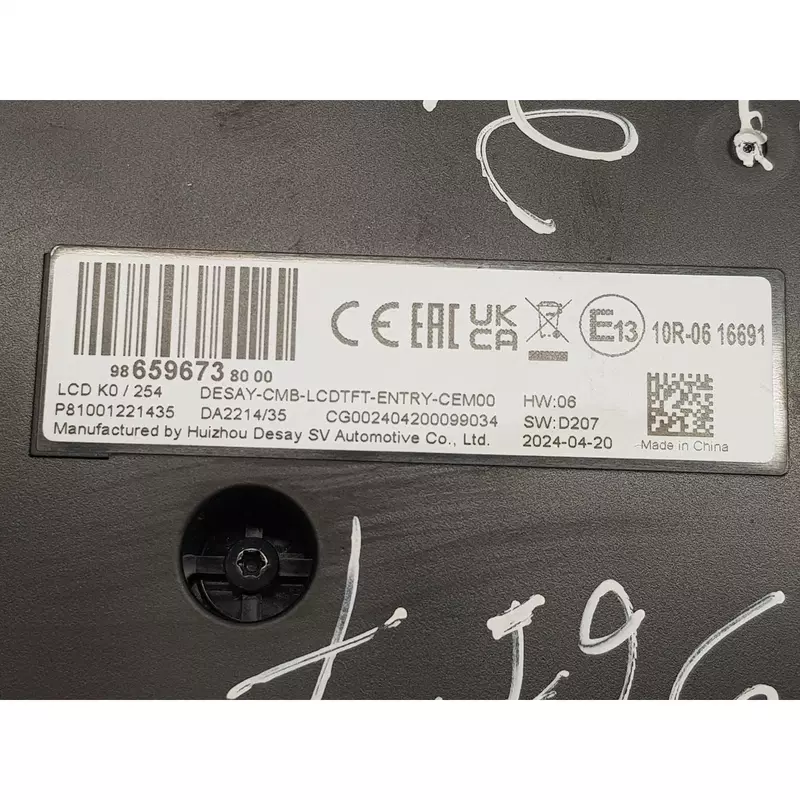 CE EAC UK CA E13 10R-06 16691
98 659673 80 00
LCD K0 / 254 DESAY-CMB-LCDTFT-ENTRY-CEM00 HW:06
P81001221435 DA2214/35 CG002404200099034 SW:D207
Manufactured by Huizhou Desay SV Automotive Co., Ltd. 2024-04-20 Made in China